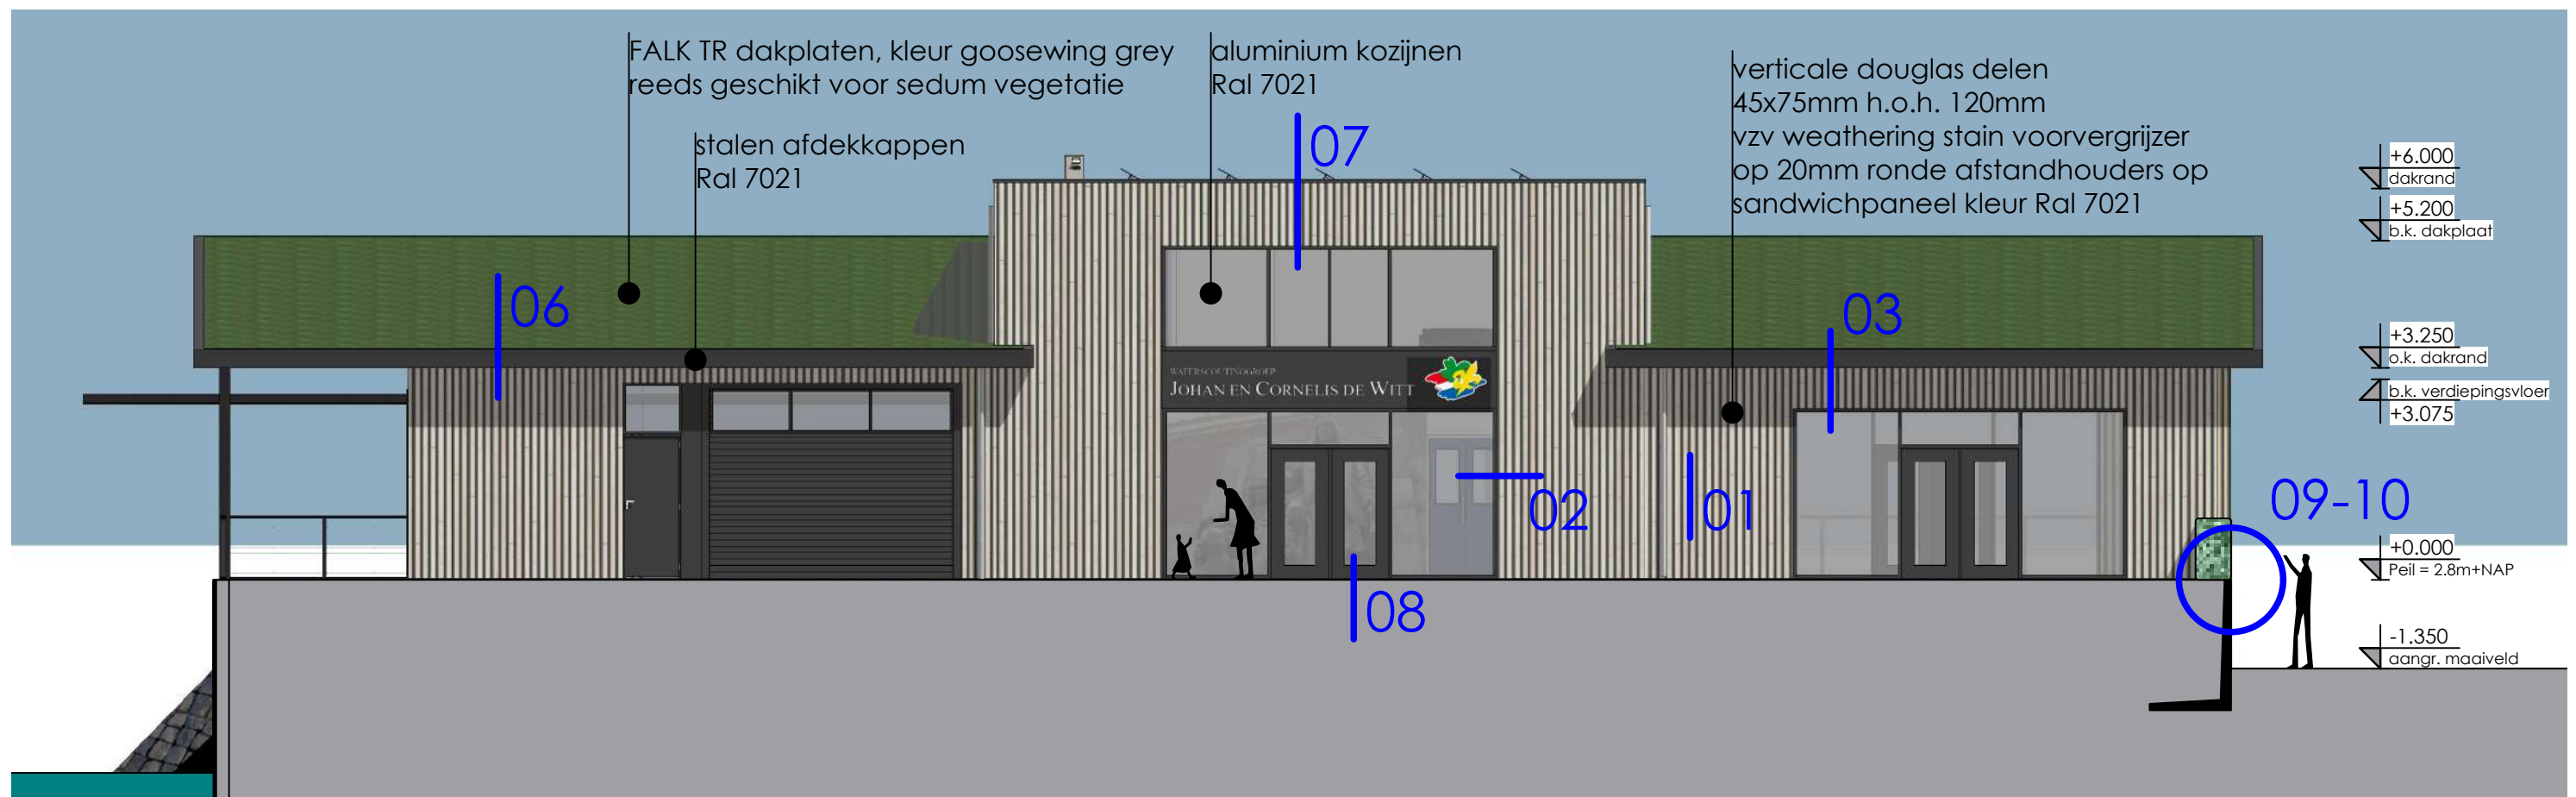 FALK TR dakplaten, kleur goosewing grey
reeds geschikt voor sedum vegetatie
stalen afdekkappen
Ral 7021
aluminium kozijnen
Ral 7021
07
verticale douglas delen
45x75mm h.o.h. 120mm
vzv weathering stain voorvergrijzer
op 20mm ronde afstandhouders op
sandwichpaneel kleur Ral 7021
+6.000
dakrand
+5.200
b.k. dakplaat
+3.250
o.k. dakrand
b.k. verdiepingsvloer
+3.075
06
03
WATERSCOUTINGGROEP
JOHAN EN CORNELIS DE WITT
02
01
09-10
+0.000
Peil = 2.8m+NAP
08
-1.350
aangr. maaiveld